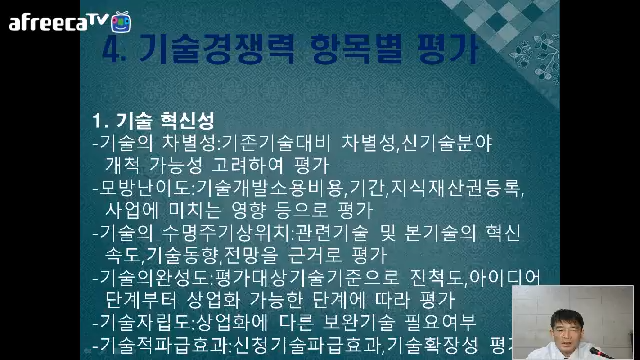 afreecaTV
4. 기술경쟁력 항목별 평가
1. 기술 혁신성
-기술의 차별성:기존기술대비 차별성,신기술분야
개척 가능성 고려하여 평가
-모방난이도:기술개발소용비용,기간,지식재산권등록,
사업에 미치는 영향 등으로 평가
-기술의 수명주기상위치:관련기술 및 본기술의 혁신
속도,기술동향,전망을 근거로 평가
-기술의완성도:평가대상기술기준으로 진척도,아이디어
단계부터 상업화 가능한 단계에 따라 평가
-기술자립도:상업화에 다른 보완기술 필요여부
-기술적파급효과:신청기술파급효과,기술확장성